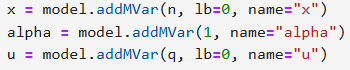 x = model.addMVar(n, lb=0, name="x")
alpha = model.addMVar(1, name="alpha")
u = model.addMVar(q, lb=0, name="u")